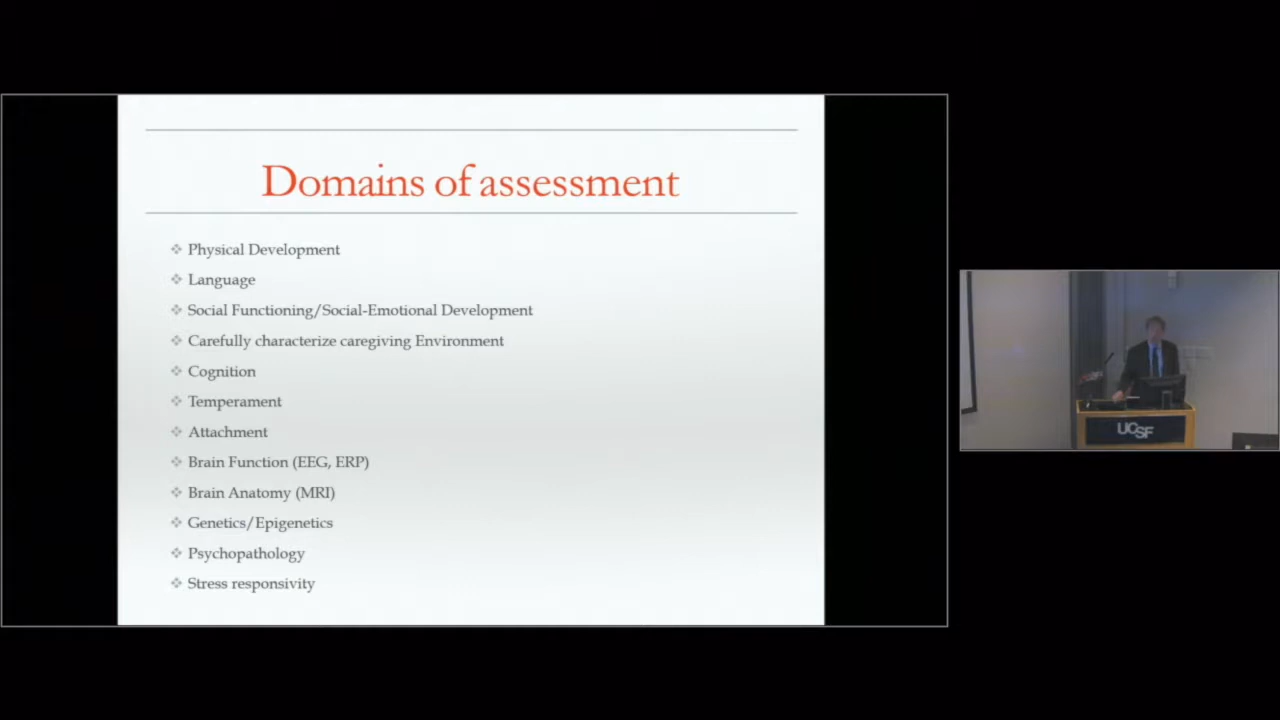 Domains of assessment
Physical Development
Language
Social Functioning/Social-Emotional Development
Carefully characterize caregiving Environment
Cognition
Temperament
Attachment
Brain Function (EEG, ERP)
Brain Anatomy (MRI)
Genetics/Epigenetics
Psychopathology
Stress responsivity
UCSF